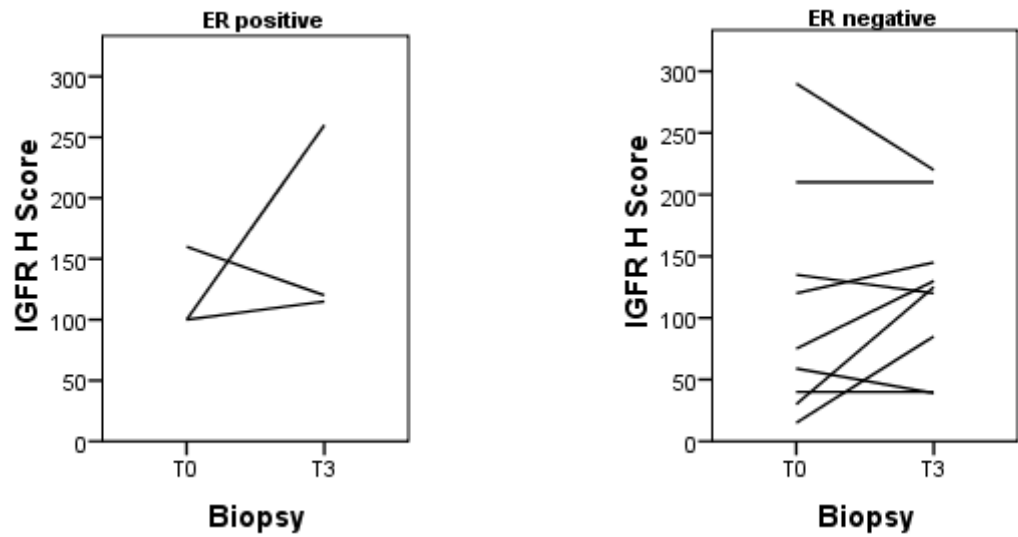 ER positive
IGFR H Score
300
250
200
150
100
50
0
T0 T3
Biopsy
ER negative
IGFR H Score
300
250
200
150
100
50
0
T0 T3
Biopsy